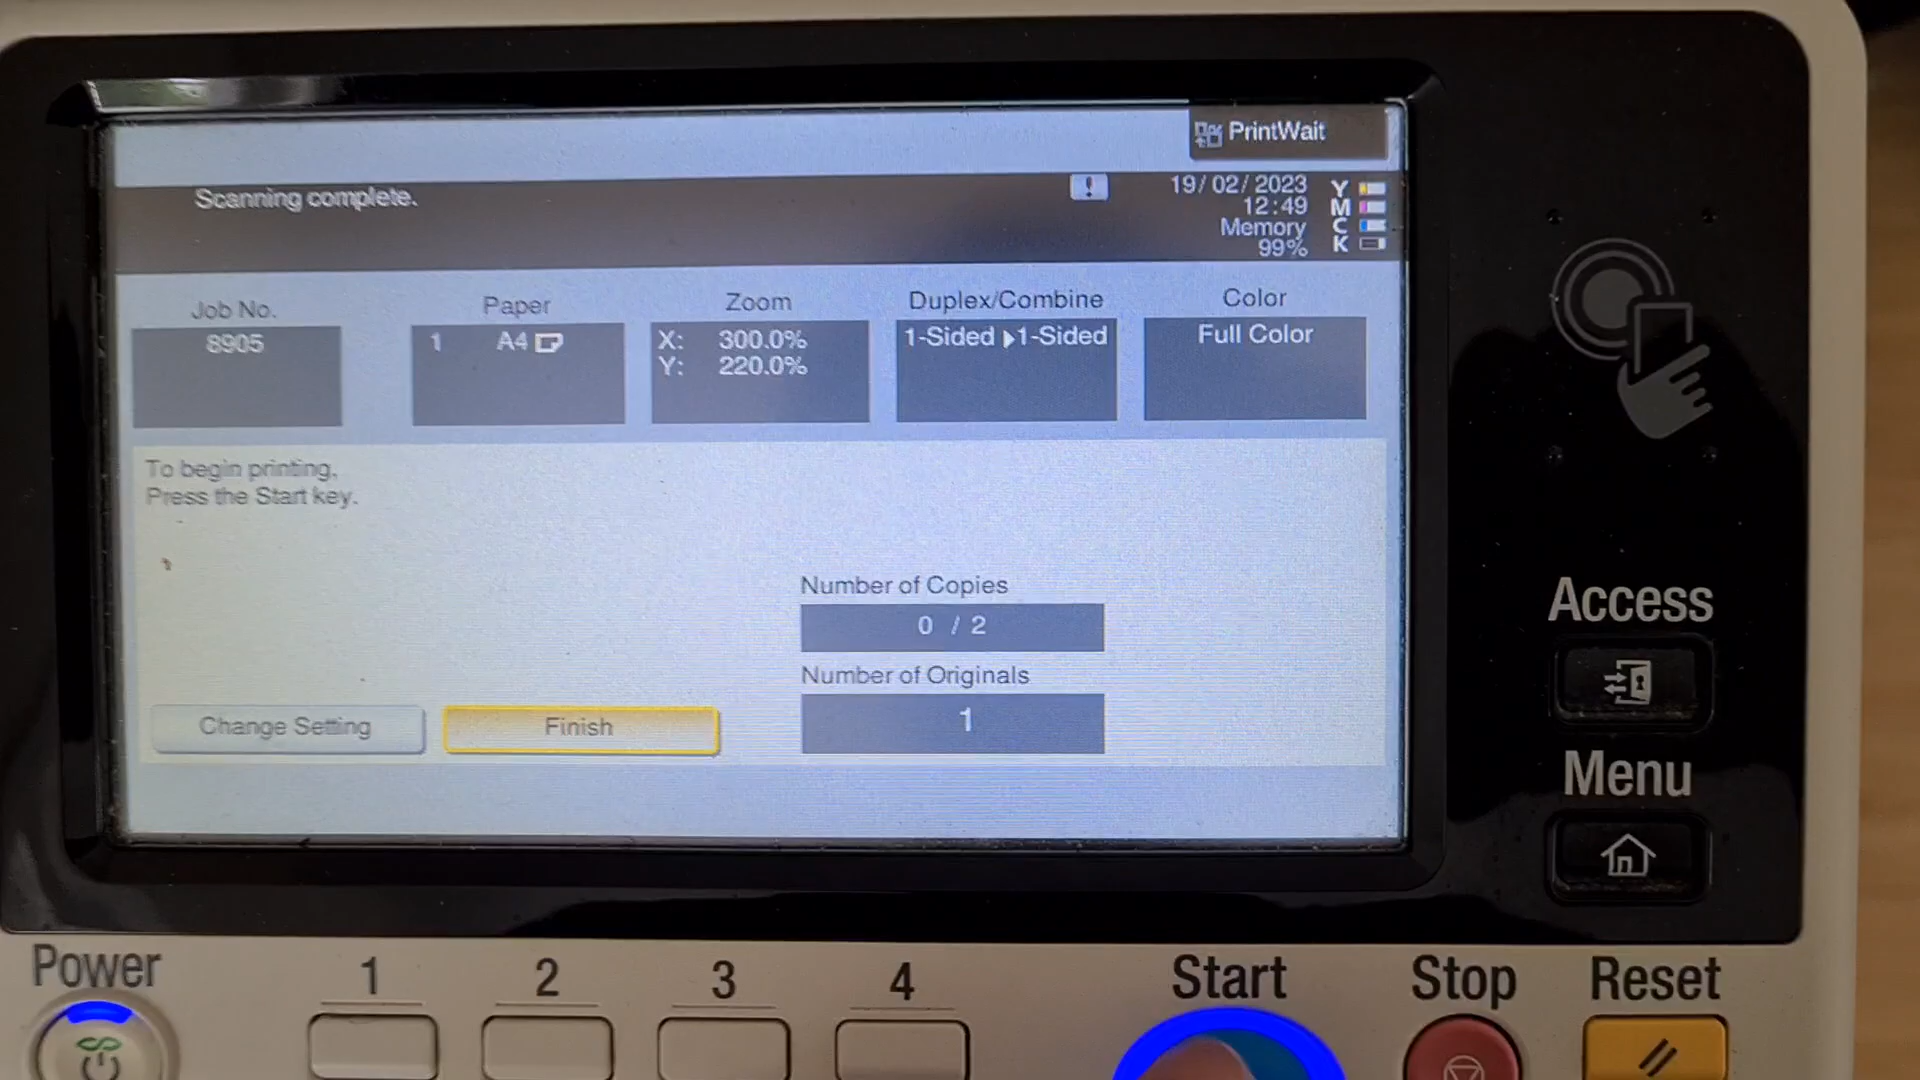 PrintWait
Scanning complete.
!
19/02/2023
12:49
Memory
99%
Y
M
C
K
Job No.
8905
Paper
1 A4
Zoom
X: 300.0%
Y: 220.0%
Duplex/Combine
1-Sided ▶1-Sided
Color
Full Color
To begin printing,
Press the Start key.
Number of Copies
0 / 2
Number of Originals
1
Change Setting
Finish
Access
Menu
Power
1
2
3
4
Start
Stop
Reset